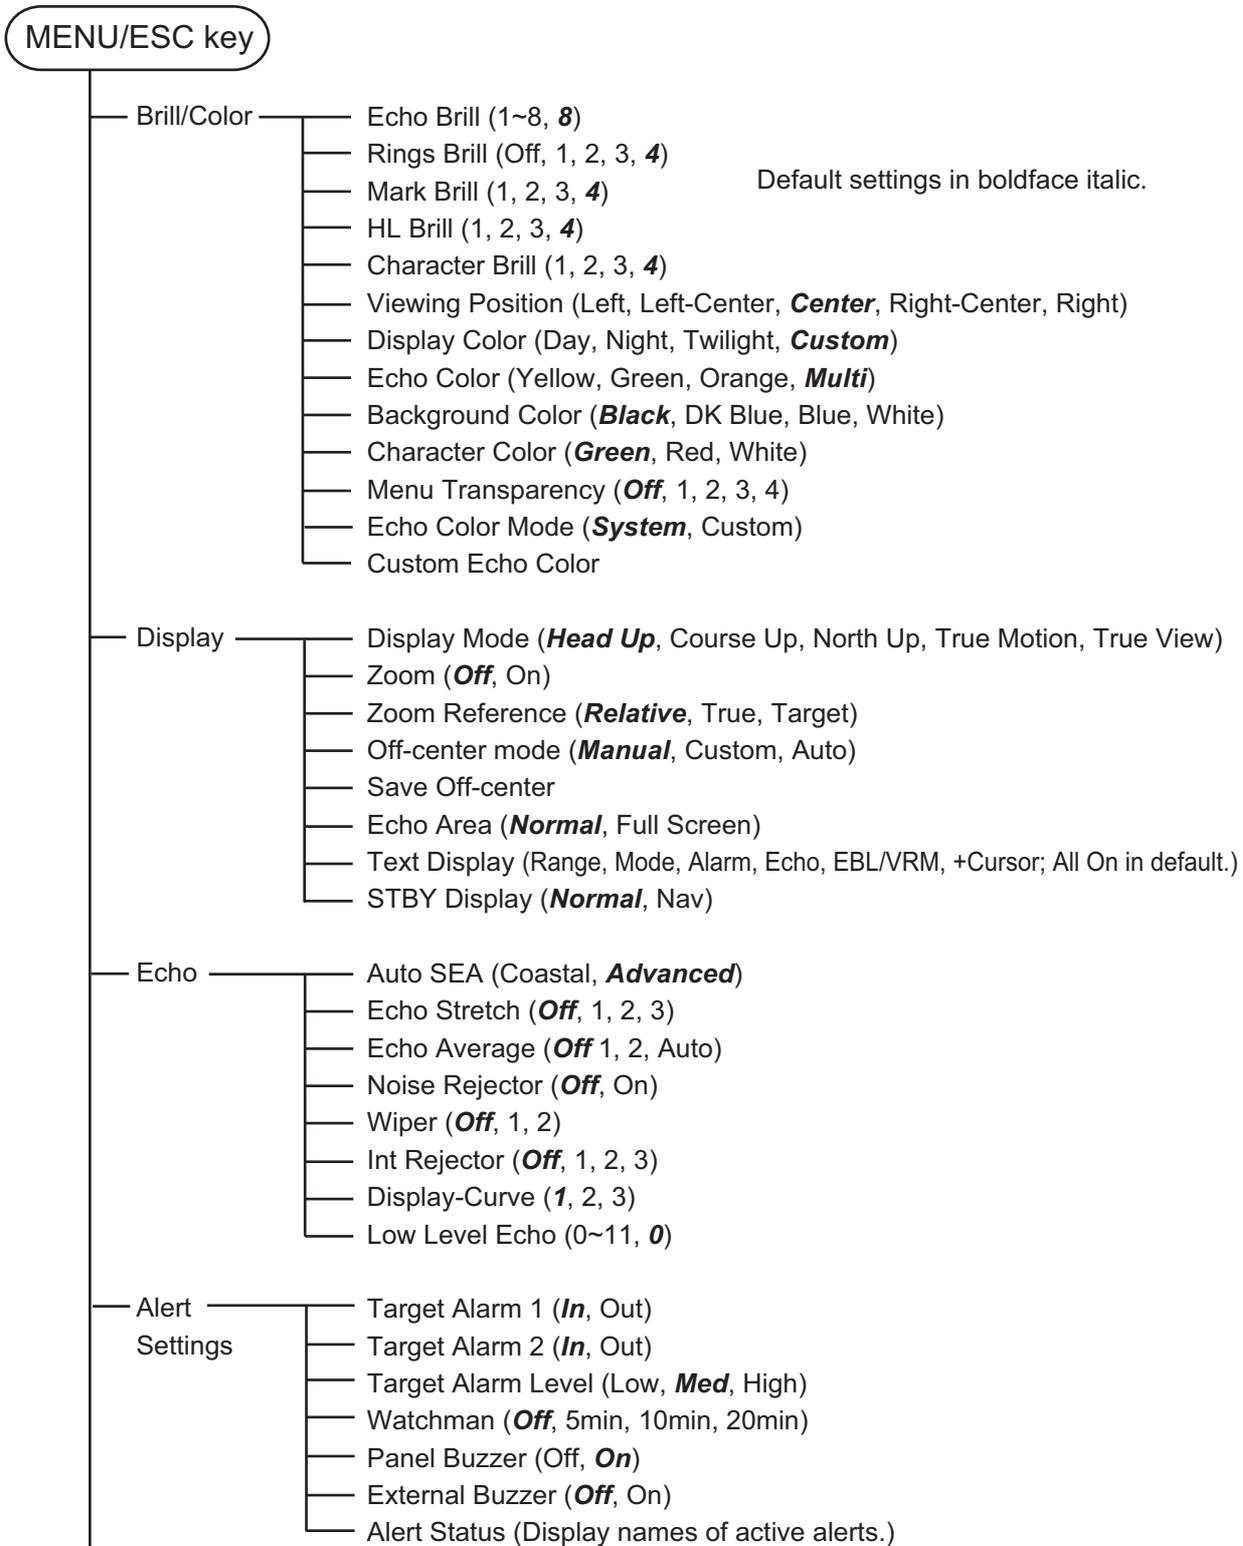 MENU/ESC key
Brill/Color
Echo Brill (1~8, 8)
Rings Brill (Off, 1, 2, 3, 4)
Mark Brill (1, 2, 3, 4)
Default settings in boldface italic.
HL Brill (1, 2, 3, 4)
Character Brill (1, 2, 3, 4)
Viewing Position (Left, Left-Center, Center, Right-Center, Right)
Display Color (Day, Night, Twilight, Custom)
Echo Color (Yellow, Green, Orange, Multi)
Background Color (Black, DK Blue, Blue, White)
Character Color (Green, Red, White)
Menu Transparency (Off, 1, 2, 3, 4)
Echo Color Mode (System, Custom)
Custom Echo Color
Display
Display Mode (Head Up, Course Up, North Up, True Motion, True View)
Zoom (Off, On)
Zoom Reference (Relative, True, Target)
Off-center mode (Manual, Custom, Auto)
Save Off-center
Echo Area (Normal, Full Screen)
Text Display (Range, Mode, Alarm, Echo, EBL/VRM, +Cursor; All On in default.)
STBY Display (Normal, Nav)
Echo
Auto SEA (Coastal, Advanced)
Echo Stretch (Off, 1, 2, 3)
Echo Average (Off 1, 2, Auto)
Noise Rejector (Off, On)
Wiper (Off, 1, 2)
Int Rejector (Off, 1, 2, 3)
Display-Curve (1, 2, 3)
Low Level Echo (0~11, 0)
Alert
Settings
Target Alarm 1 (In, Out)
Target Alarm 2 (In, Out)
Target Alarm Level (Low, Med, High)
Watchman (Off, 5min, 10min, 20min)
Panel Buzzer (Off, On)
External Buzzer (Off, On)
Alert Status (Display names of active alerts.)